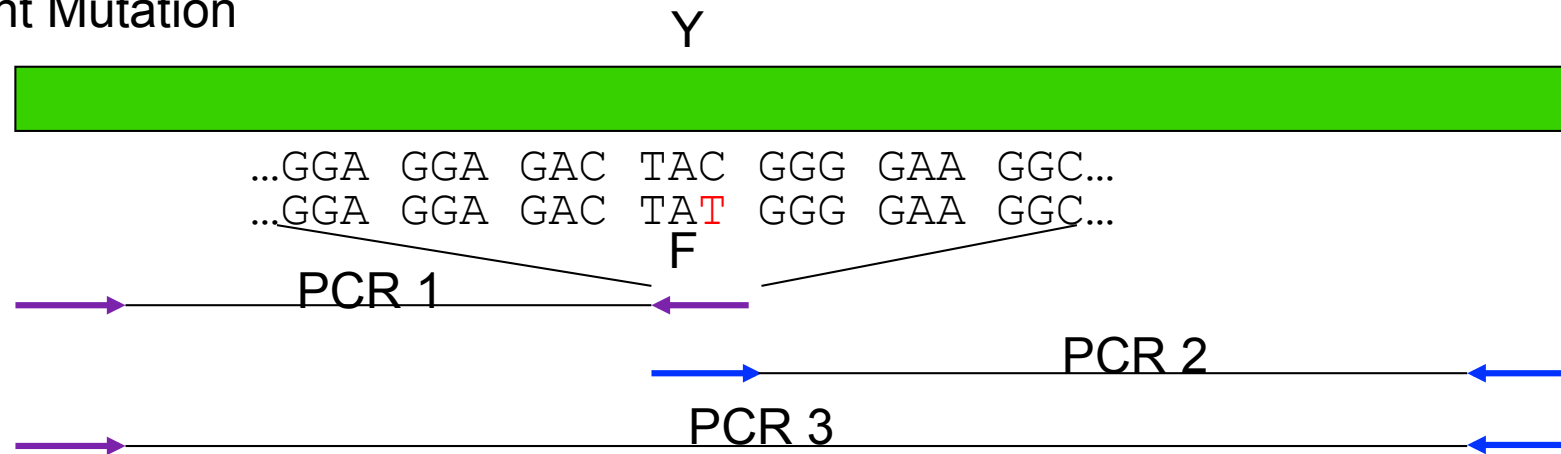 nt Mutation
Y
...GGA GGA GAC TAC GGG GAA GGC...
...GGA GGA GAC TAT GGG GAA GGC...
F
PCR 1
PCR 2
PCR 3